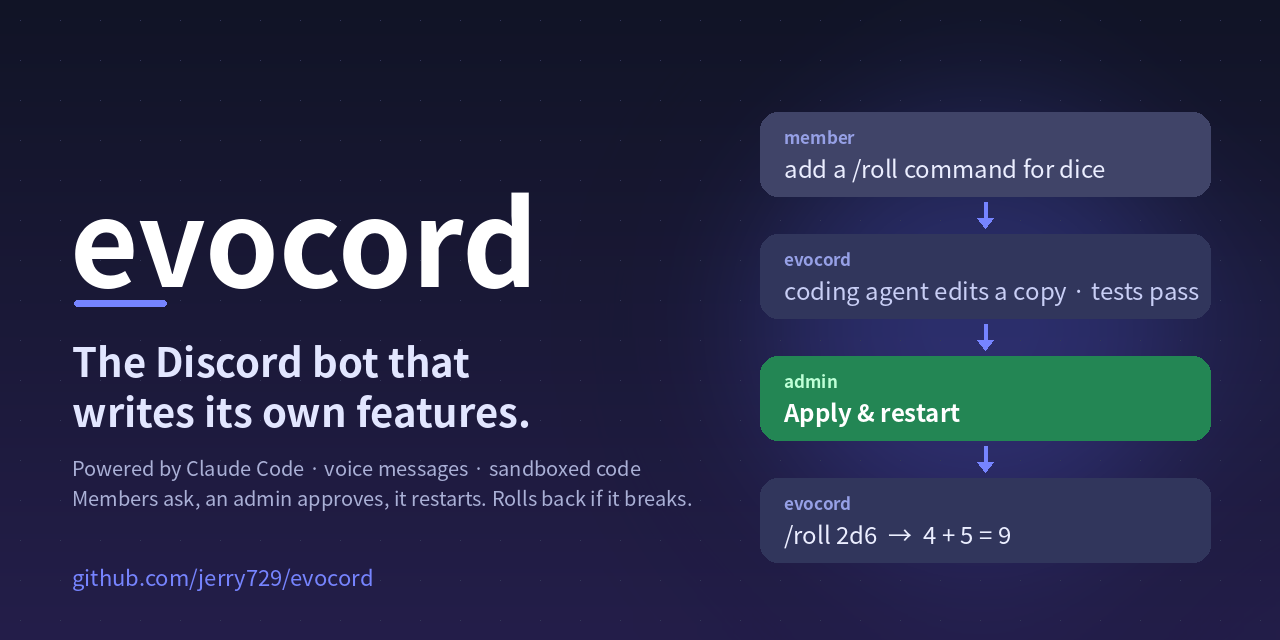 evocord
The Discord bot that
writes its own features.
Powered by Claude Code · voice messages · sandboxed code
Members ask, an admin approves, it restarts. Rolls back if it breaks.
github.com/jerry729/evocord
member
add a /roll command for dice
evocord
coding agent edits a copy · tests pass
admin
Apply & restart
evocord
/roll 2d6 → 4 + 5 = 9